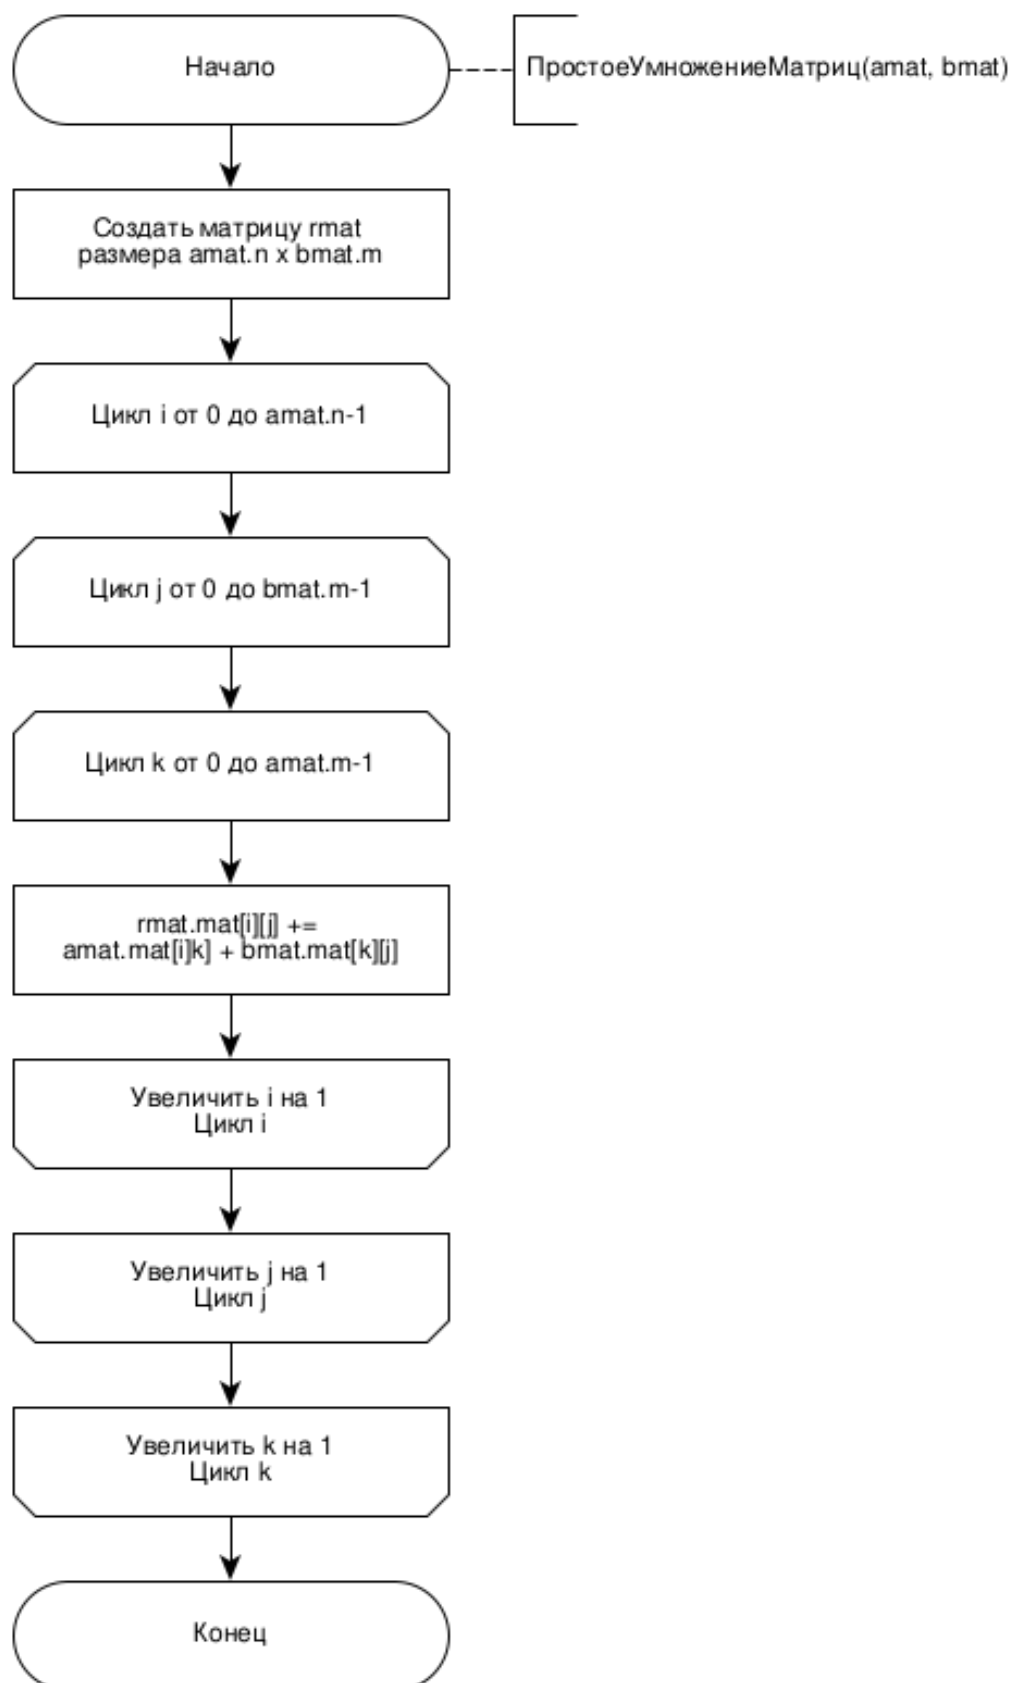 Начало
ПростоеУмножениеМатриц(amat, bmat)
Создать матрицу rmat
размера amat.n x bmat.m
Цикл i от 0 до amat.n-1
Цикл j от 0 до bmat.m-1
Цикл k от 0 до amat.m-1
rmat.mat[i][j] +=
amat.mat[i]k] + bmat.mat[k][j]
Увеличить i на 1
Цикл i
Увеличить j на 1
Цикл j
Увеличить k на 1
Цикл k
Конец